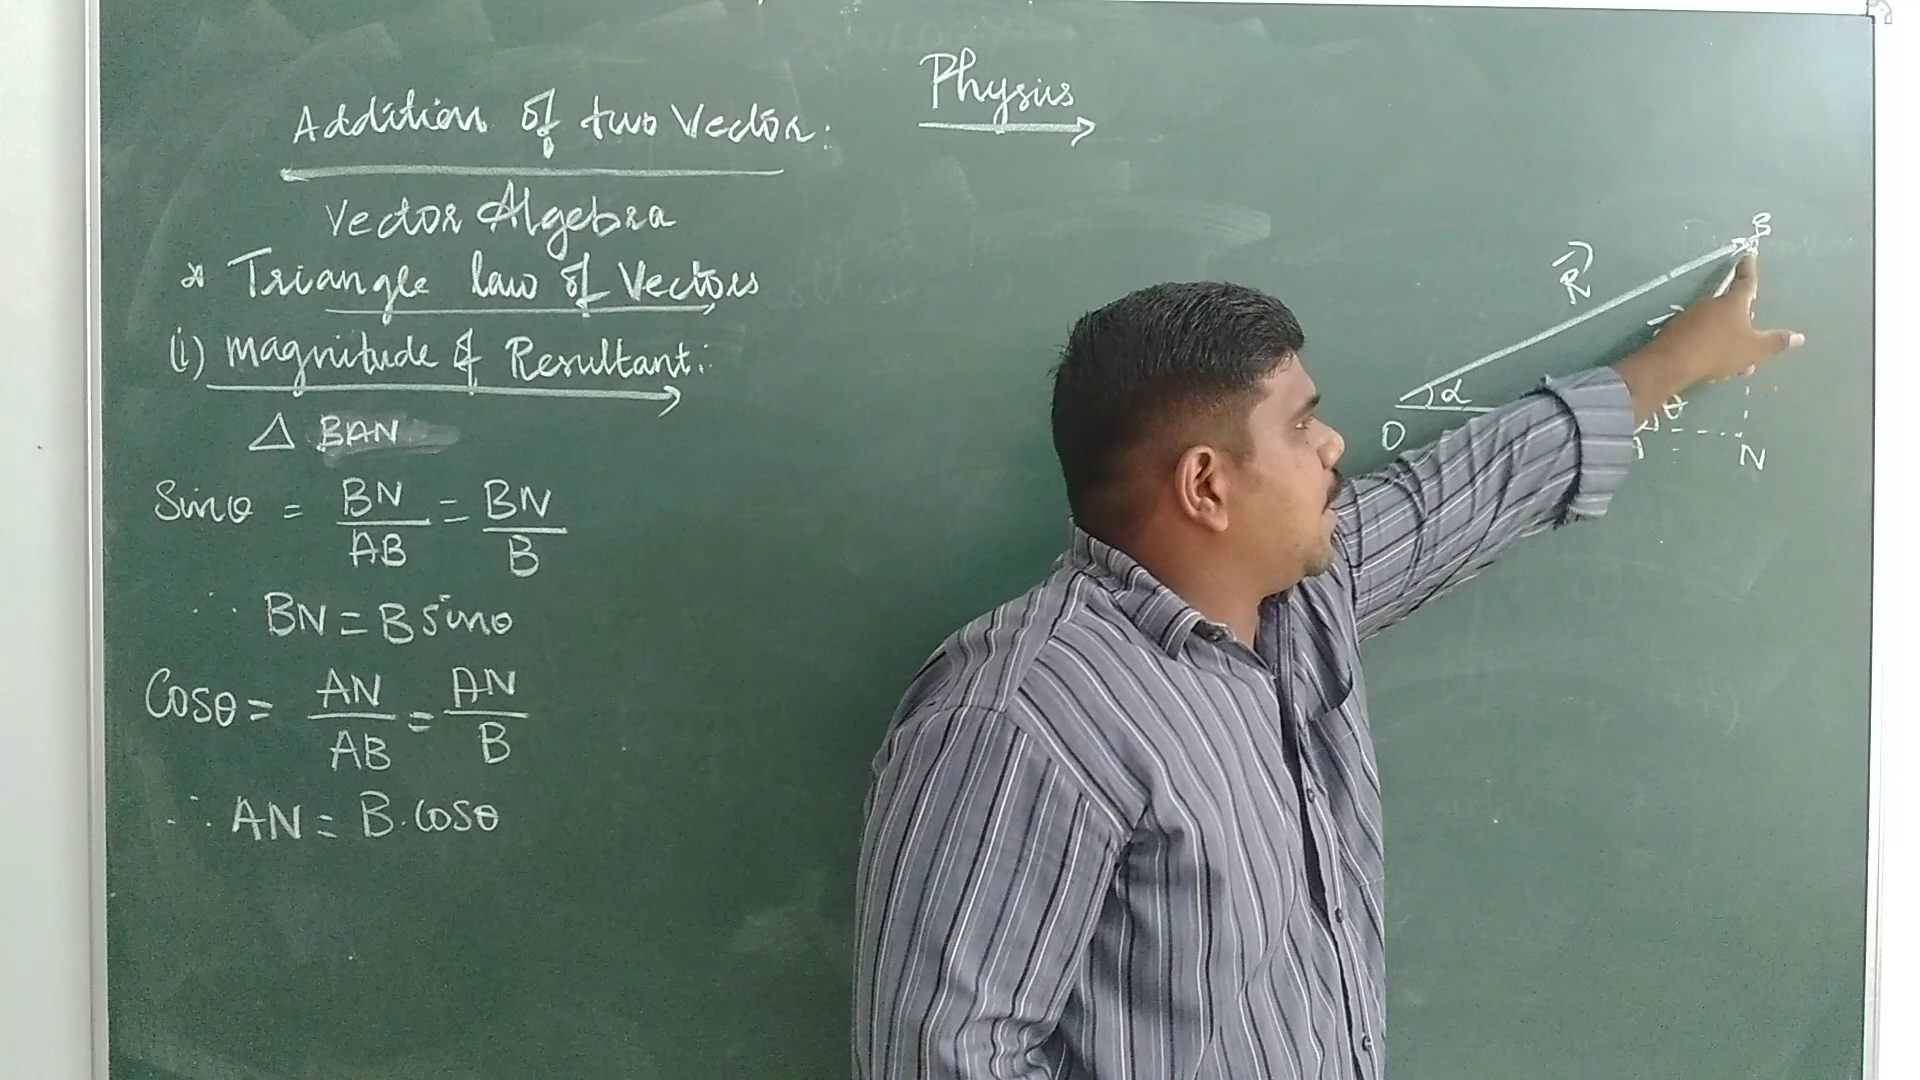 Physics
Addition of two Vector:
Vector Algebra
* Triangle law of Vectors
(i) Magnitude of Resultant:
△ BAN
Sinθ = BN/AB = BN/B
∴ BN = B sinθ
Cosθ = AN/AB = AN/B
∴ AN = B. Cosθ
B
R⃗
α
θ
O
N